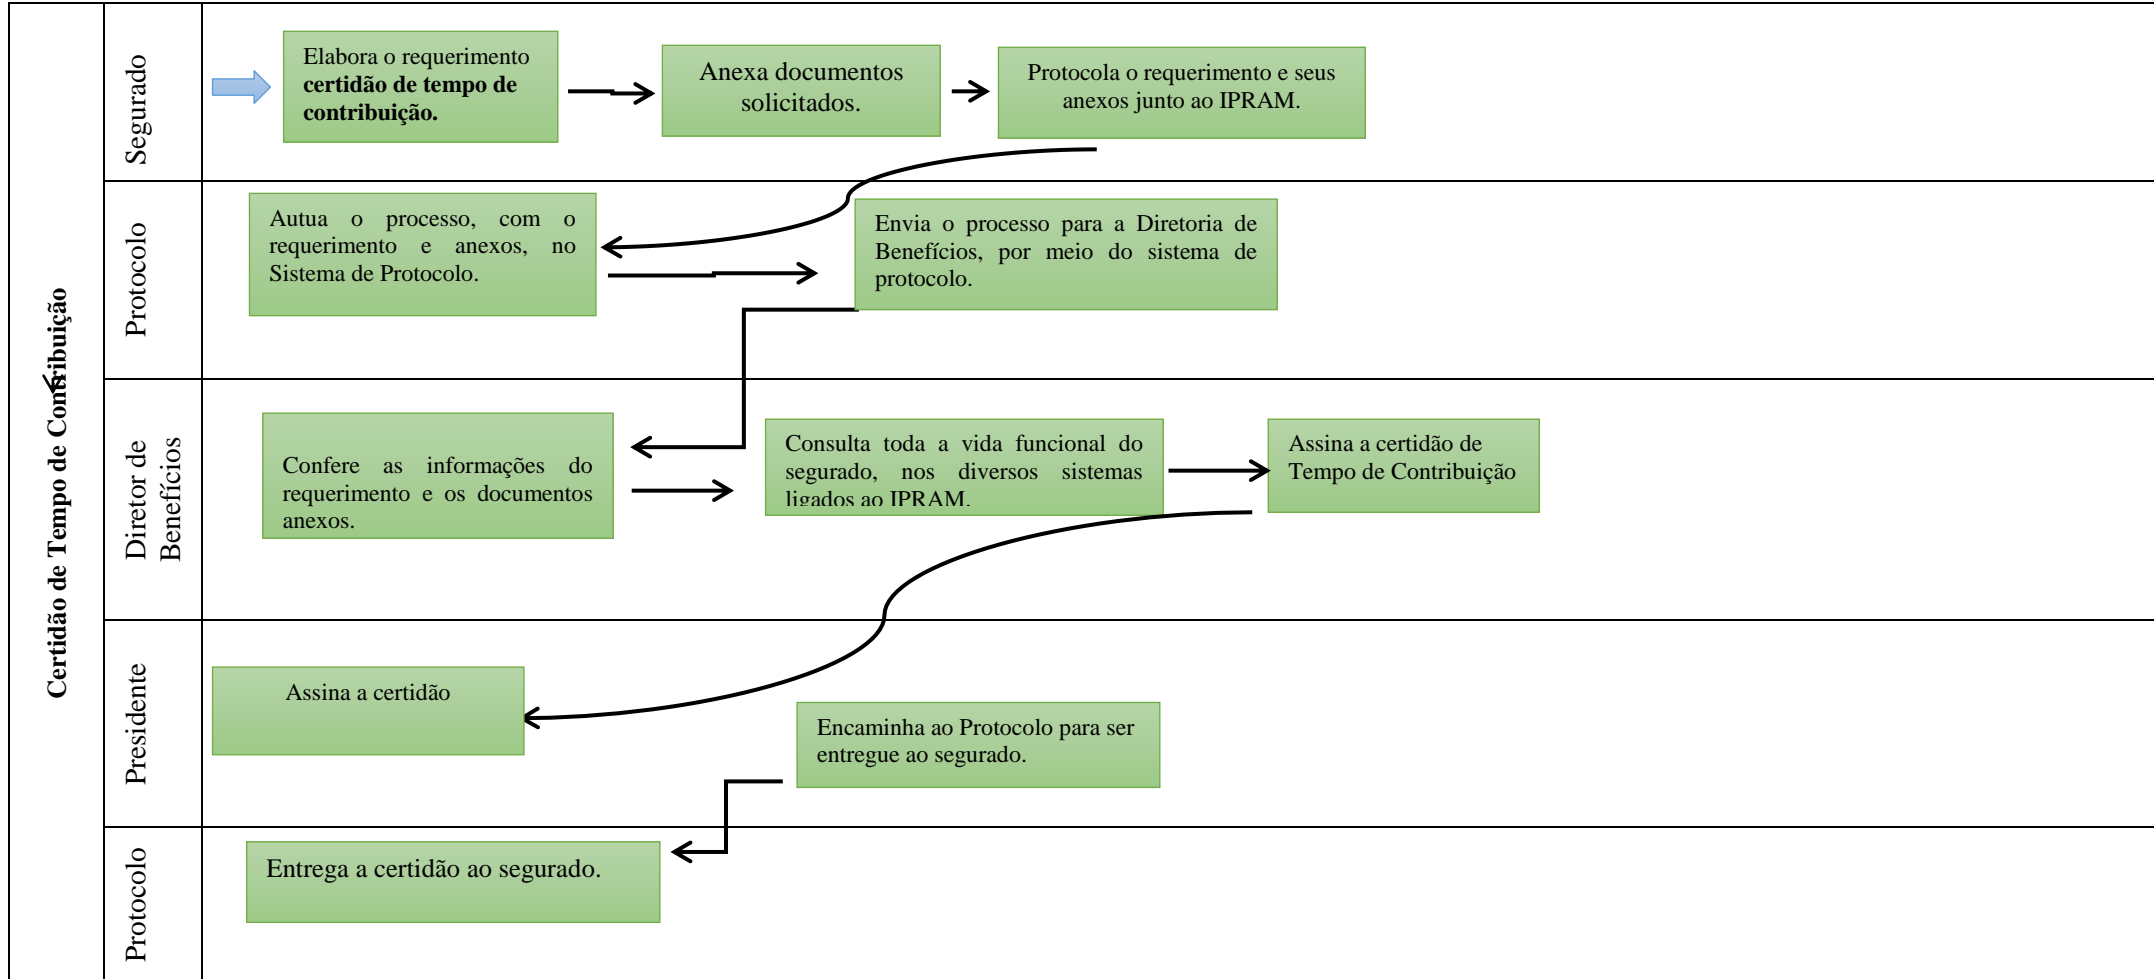 Certidão de Tempo de Contribuição
Segurado
Elabora o requerimento
certidão de tempo de
contribuição.
Anexa documentos
solicitados.
Protocola o requerimento e seus
anexos junto ao IPRAM.
Protocolo
Autua o processo, com o
requerimento e anexos, no
Sistema de Protocolo.
Envia o processo para a Diretoria de
Benefícios, por meio do sistema de
protocolo.
Diretor de
Benefícios
Confere as informações do
requerimento e os documentos
anexos.
Consulta toda a vida funcional do
segurado, nos diversos sistemas
ligados ao IPRAM.
Assina a certidão de
Tempo de Contribuição
Presidente
Assina a certidão
Encaminha ao Protocolo para ser
entregue ao segurado.
Protocolo
Entrega a certidão ao segurado.